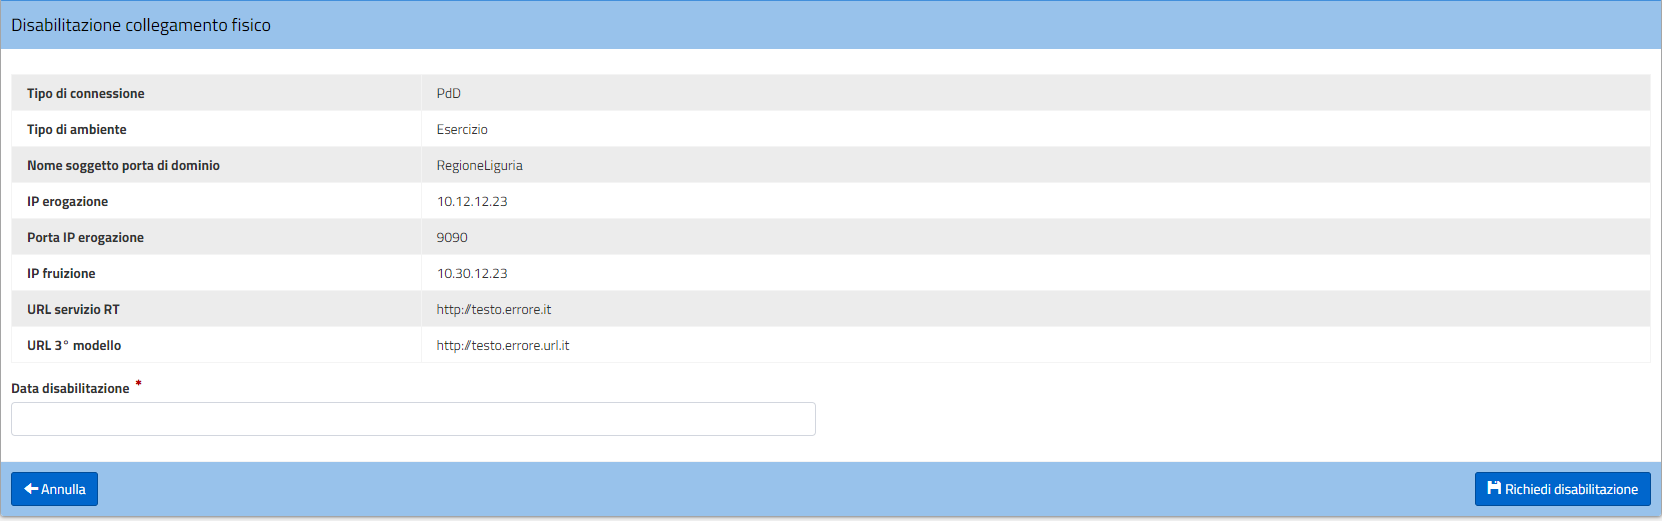 Disabilitazione collegamento fisico
Tipo di connessione PdD
Tipo di ambiente Esercizio
Nome soggetto porta di dominio RegioneLiguria
IP erogazione 10.12.12.23
Porta IP erogazione 9090
IP fruizione 10.30.12.23
URL servizio RT http://testo.errore.it
URL 3° modello http://testo.errore.url.it
Data disabilitazione *
Annulla Richiedi disabilitazione